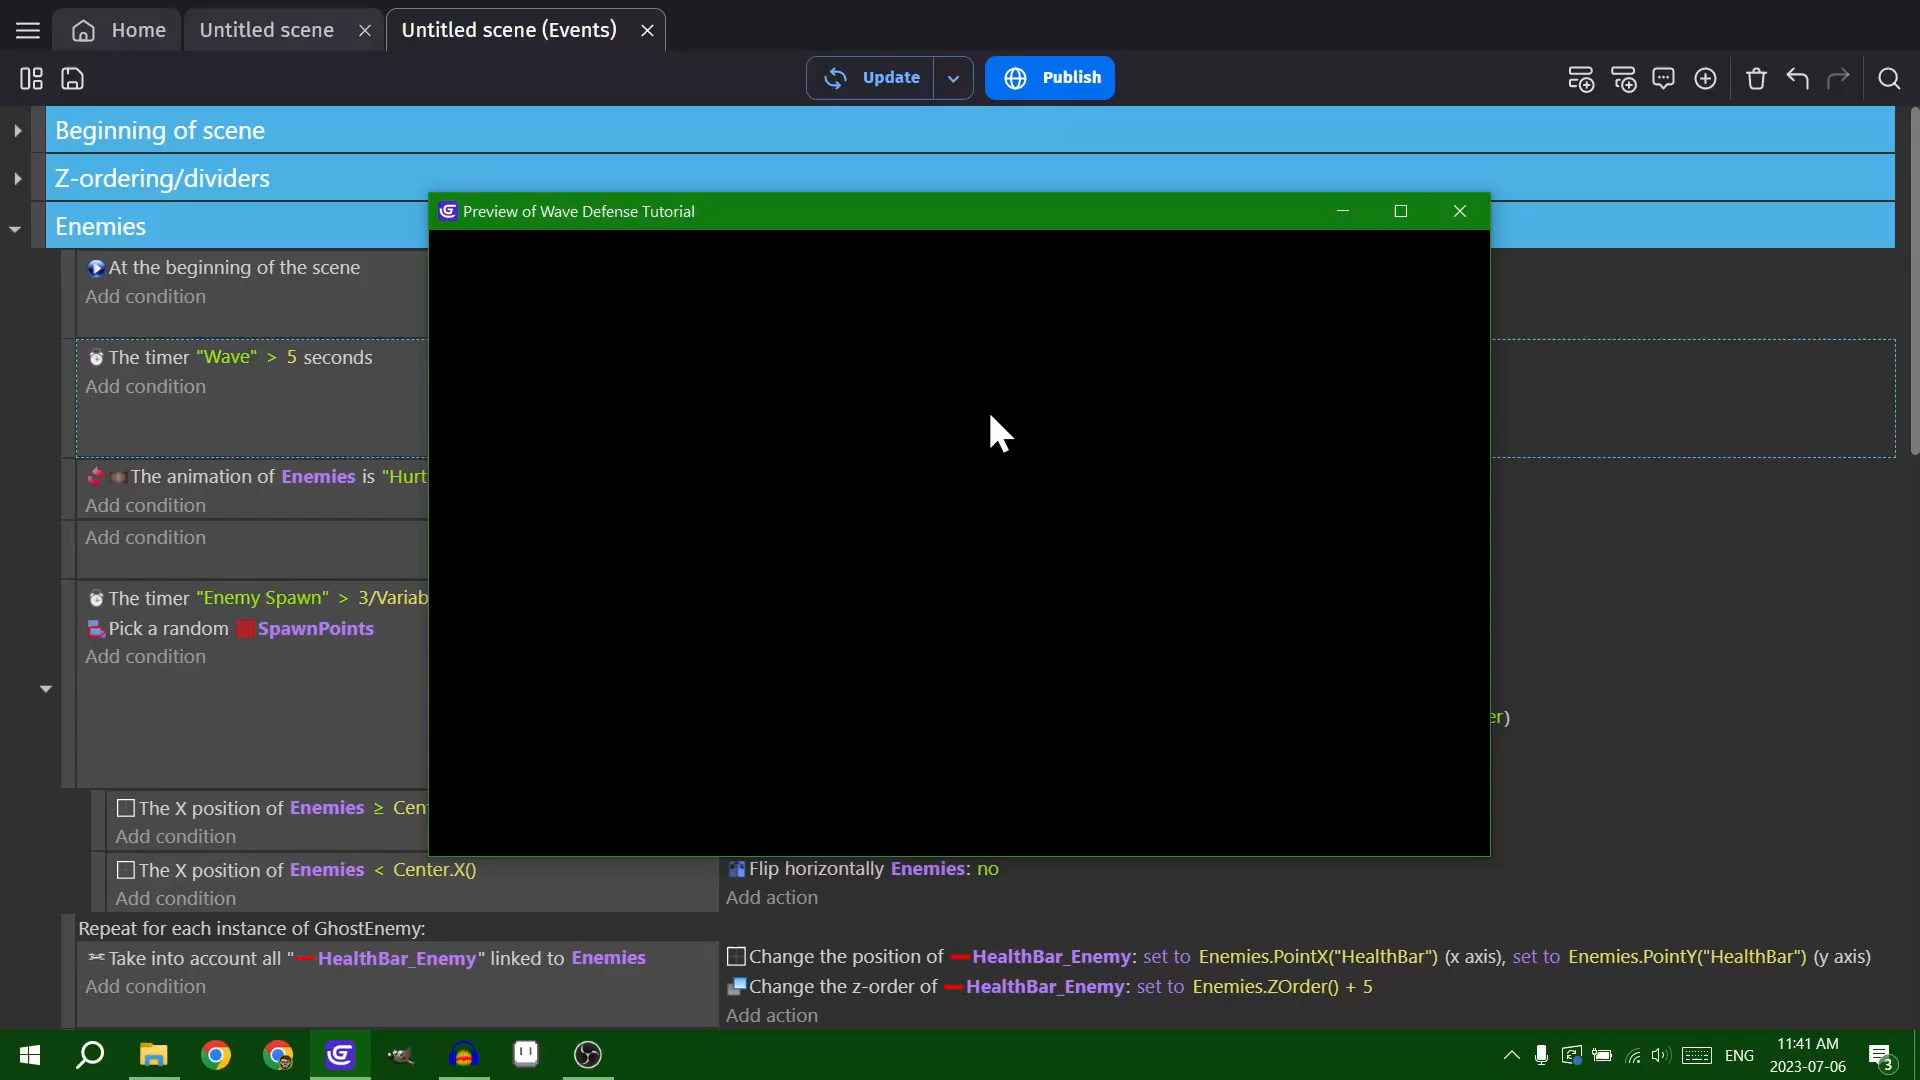 Home
Untitled scene
Untitled scene (Events)
Update
Publish
Beginning of scene
Z-ordering/dividers
Enemies
Preview of Wave Defense Tutorial
At the beginning of the scene
Add condition
The timer "Wave" > 5 seconds
Add condition
The animation of Enemies is "Hurt
Add condition
Add condition
The timer "Enemy Spawn" > 3/Variab
Pick a random SpawnPoints
Add condition
er)
The X position of Enemies ≥ Cent
Add condition
The X position of Enemies < Center.X()
Add condition
Flip horizontally Enemies: no
Add action
Repeat for each instance of GhostEnemy:
Take into account all "HealthBar_Enemy" linked to Enemies
Add condition
Change the position of HealthBar_Enemy: set to Enemies.PointX("HealthBar") (x axis), set to Enemies.PointY("HealthBar") (y axis)
Change the z-order of HealthBar_Enemy: set to Enemies.ZOrder() + 5
Add action
ENG
11:41 AM
2023-07-06
3